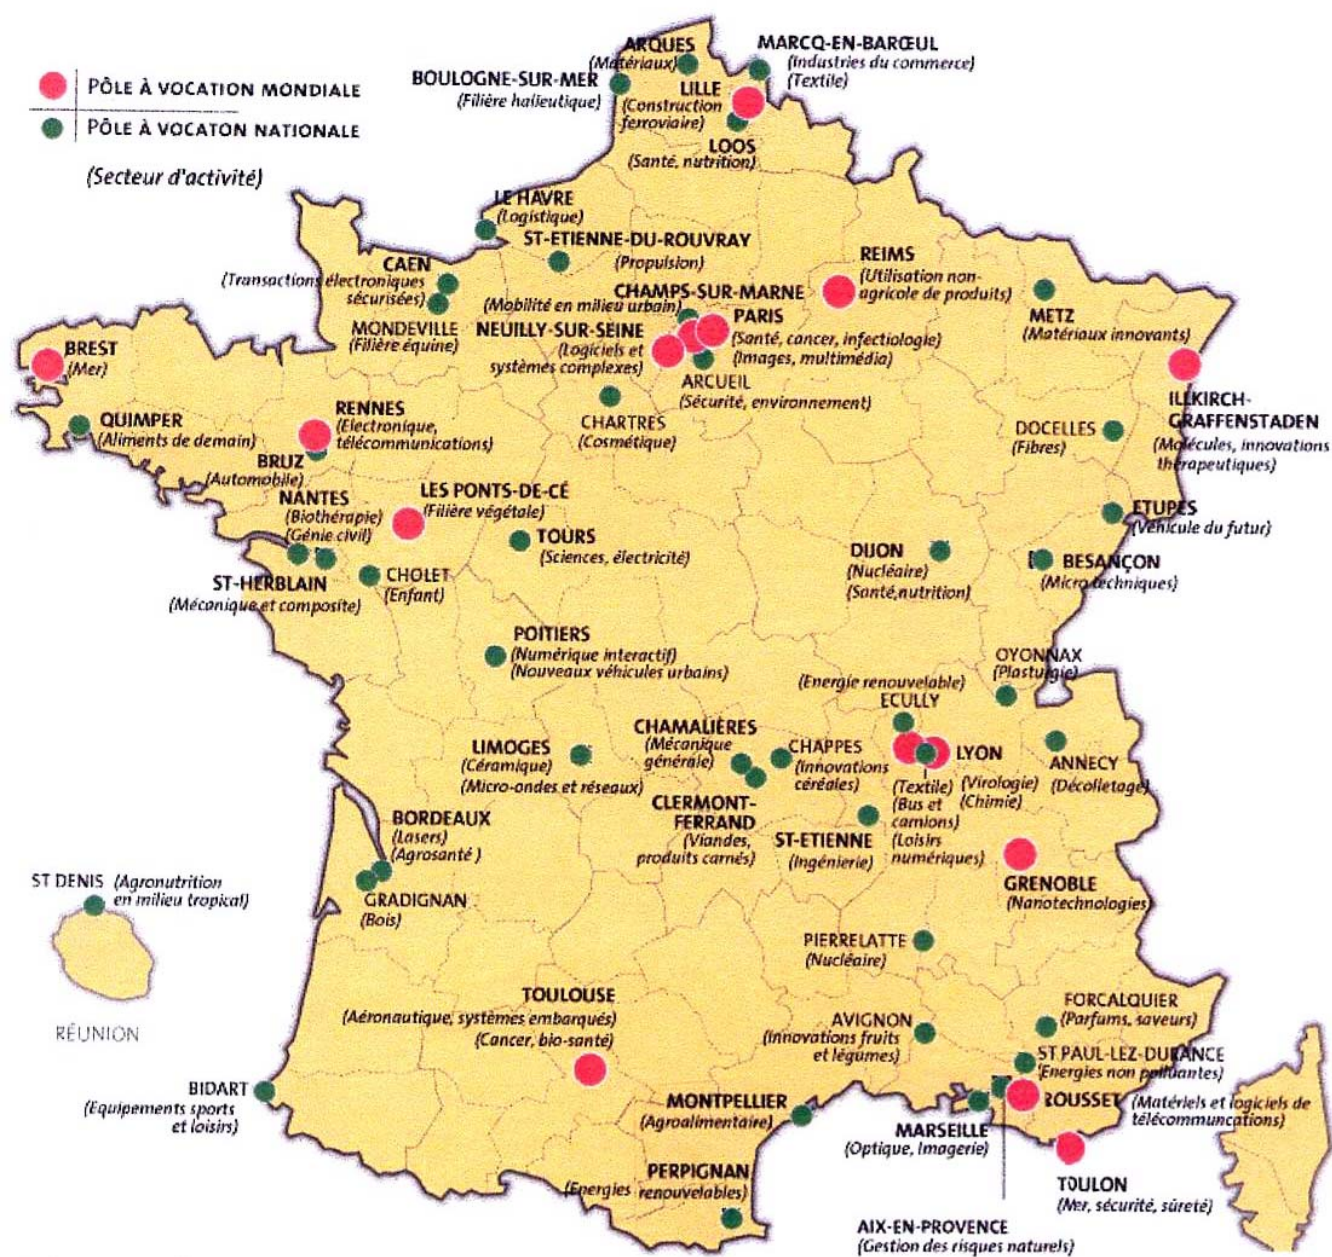 PÔLE À VOCATION MONDIALE
PÔLE À VOCATON NATIONALE
(Secteur d'activité)
ARQUES
(Matériaux)
MARCQ-EN-BARŒUL
(Industries du commerce)
(Textile)
BOULOGNE-SUR-MER
(Filière halieutique)
LILLE
(Construction
ferroviaire)
LOOS
(Santé, nutrition)
LE HAVRE
(Logistique)
ST-ETIENNE-DU-ROUVRAY
(Propulsion)
CAEN
(Transactions électroniques
sécurisées)
MONDEVILLE
(Filière équine)
CHAMPS-SUR-MARNE
(Mobilité en milieu urbain)
NEUILLY-SUR-SEINE
(Logiciels et
systèmes complexes)
PARIS
(Santé, cancer, infectiologie)
(Images, multimédia)
ARCUEIL
(Sécurité, environnement)
REIMS
(Utilisation non-
agricole de produits)
METZ
(Matériaux innovants)
ILLKIRCH-
GRAFFENSTADEN
(Molécules, innovations
thérapeutiques)
BREST
(Mer)
QUIMPER
(Aliments de demain)
RENNES
(Electronique,
télécommunications)
BRUZ
(Automobile)
CHARTRES
(Cosmétique)
DOCELLES
(Fibres)
NANTES
(Biothérapie)
(Génie civil)
LES PONTS-DE-CÉ
(Filière végétale)
TOURS
(Sciences, électricité)
ST-HERBLAIN
(Mécanique et composite)
CHOLET
(Enfant)
DIJON
(Nucléaire)
(Santé,nutrition)
ETUPES
(Véhicule du futur)
BESANÇON
(Micro techniques)
POITIERS
(Numérique interactif)
(Nouveaux véhicules urbains)
OYONNAX
(Plasturgie)
(Energie renouvelable)
ECULLY
LIMOGES
(Céramique)
(Micro-ondes et réseaux)
CHAMALIÈRES
(Mécanique
générale)
CHAPPES
(Innovations
céréales)
CLERMONT-
FERRAND
(Viandes,
produits carnés)
LYON
(Virologie)
(Chimie)
(Textile)
(Bus et
camions)
(Loisirs
numériques)
ANNECY
(Décolletage)
ST-ETIENNE
(Ingénierie)
GRENOBLE
(Nanotechnologies)
BORDEAUX
(Lasers)
(Agrosanté )
GRADIGNAN
(Bois)
ST DENIS (Agronutrition
en milieu tropical)
RÉUNION
PIERRELATTE
(Nucléaire)
TOULOUSE
(Aéronautique, systèmes embarqués)
(Cancer, bio-santé)
AVIGNON
(Innovations fruits
et légumes)
FORCALQUIER
(Parfums, saveurs)
ST PAUL-LEZ-DURANCE
(Energies non polluantes)
BIDART
(Equipements sports
et loisirs)
MONTPELLIER
(Agroalimentaire)
ROUSSET (Matériels et logiciels de
télécommuncations)
MARSEILLE
(Optique, Imagerie)
PERPIGNAN
(Energies renouvelables)
TOULON
(Mer, sécurité, sûreté)
AIX-EN-PROVENCE
(Gestion des risques naturels)